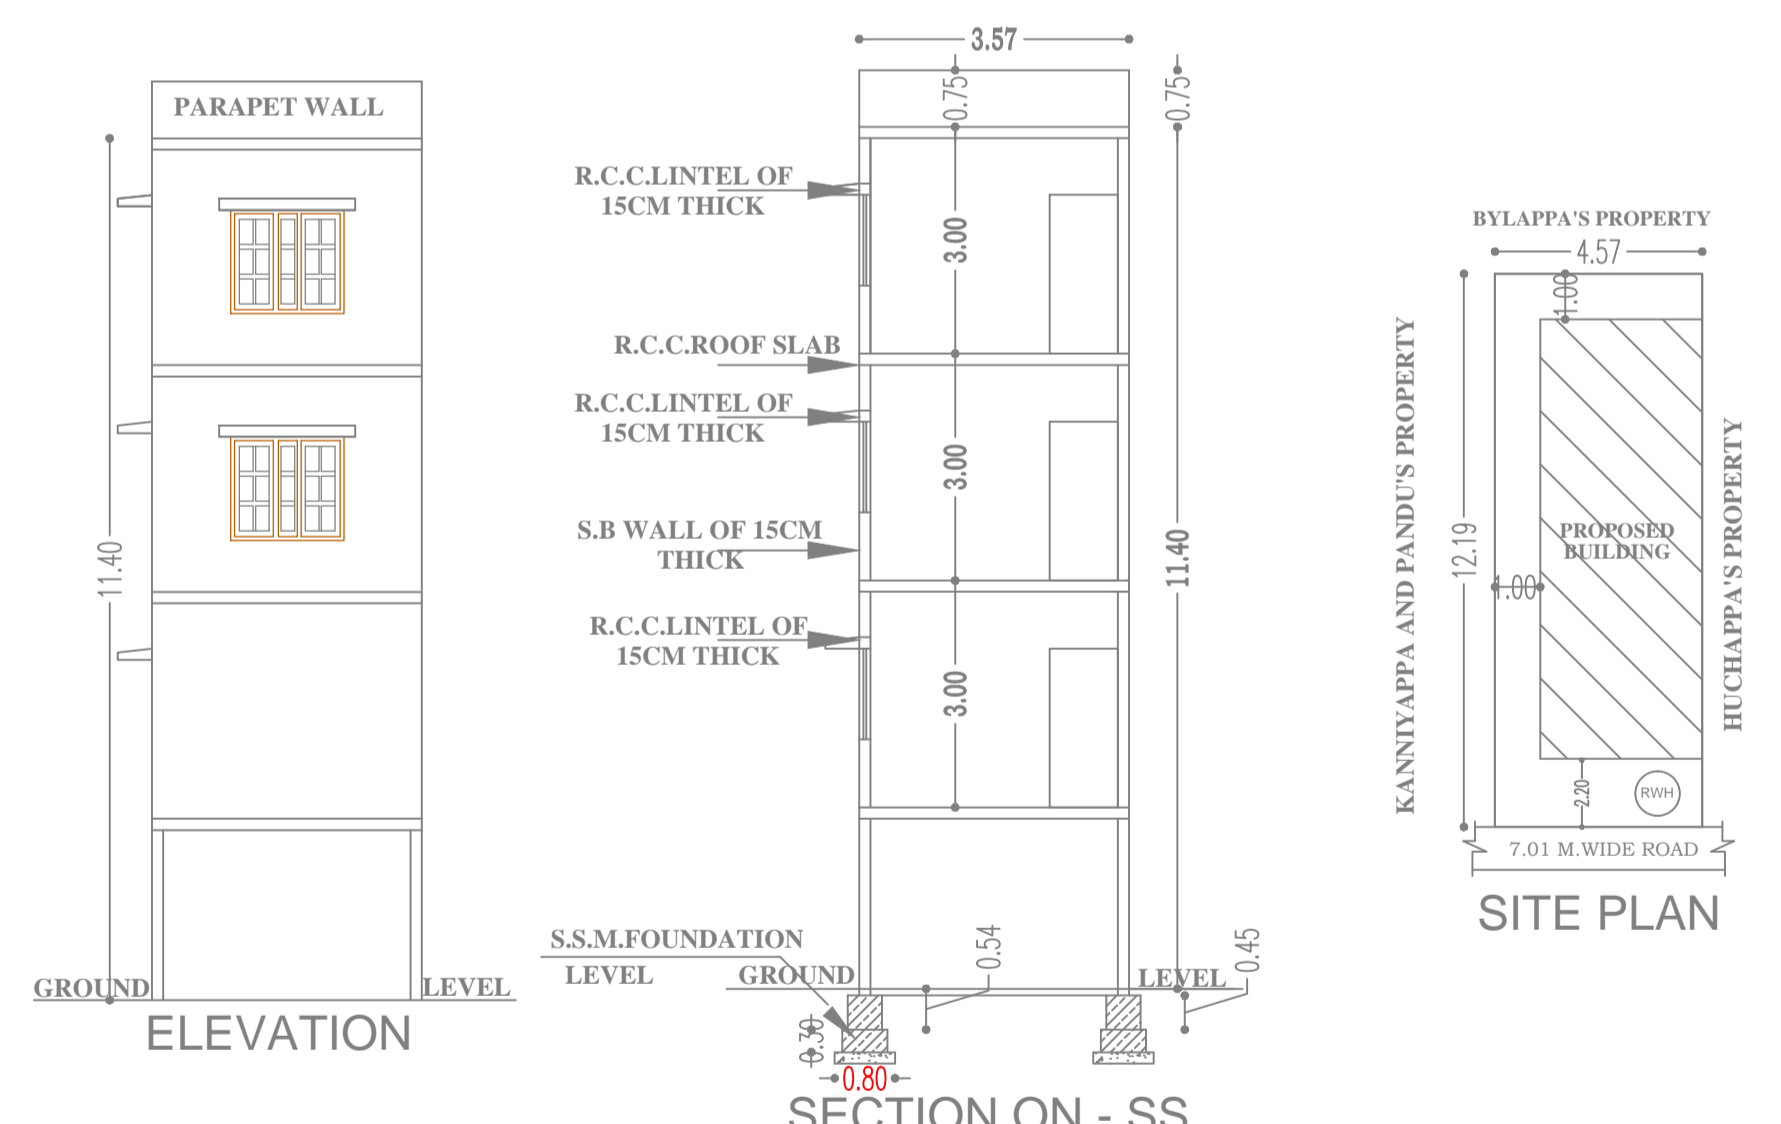 PARAPET WALL
11.40
GROUND
LEVEL
ELEVATION
3.57
0.75
0.75
R.C.C.LINTEL OF
15CM THICK
3.00
R.C.C.ROOF SLAB
R.C.C.LINTEL OF
15CM THICK
3.00
S.B WALL OF 15CM
THICK
11.40
R.C.C.LINTEL OF
15CM THICK
3.00
S.S.M.FOUNDATION
LEVEL
GROUND
LEVEL
0.54
0.45
0.30
0.80
SECTION ON - SS
BYLAPPA'S PROPERTY
4.57
1.00
KANNIYAPPA AND PANDU'S PROPERTY
12.19
PROPOSED
BUILDING
1.00
HUCHAPPA'S PROPERTY
2.20
RWH
7.01 M.WIDE ROAD
SITE PLAN